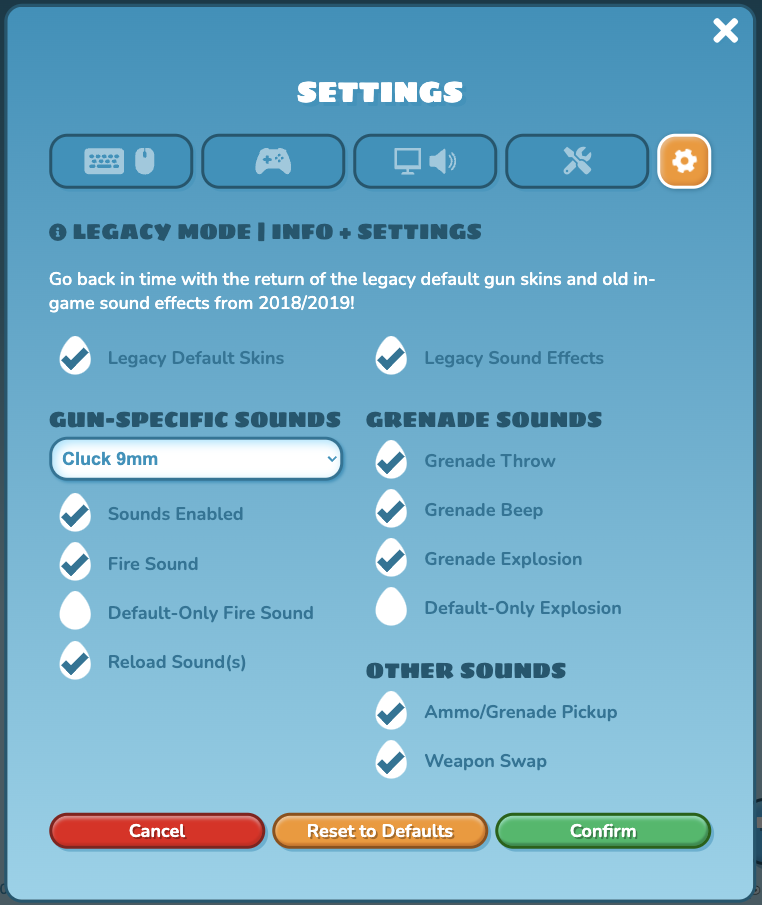 SETTINGS
LEGACY MODE | INFO + SETTINGS
Go back in time with the return of the legacy default gun skins and old in-
game sound effects from 2018/2019!
Legacy Default Skins
Legacy Sound Effects
GUN-SPECIFIC SOUNDS
Cluck 9mm
Sounds Enabled
Fire Sound
Default-Only Fire Sound
Reload Sound(s)
GRENADE SOUNDS
Grenade Throw
Grenade Beep
Grenade Explosion
Default-Only Explosion
OTHER SOUNDS
Ammo/Grenade Pickup
Weapon Swap
Cancel
Reset to Defaults
Confirm